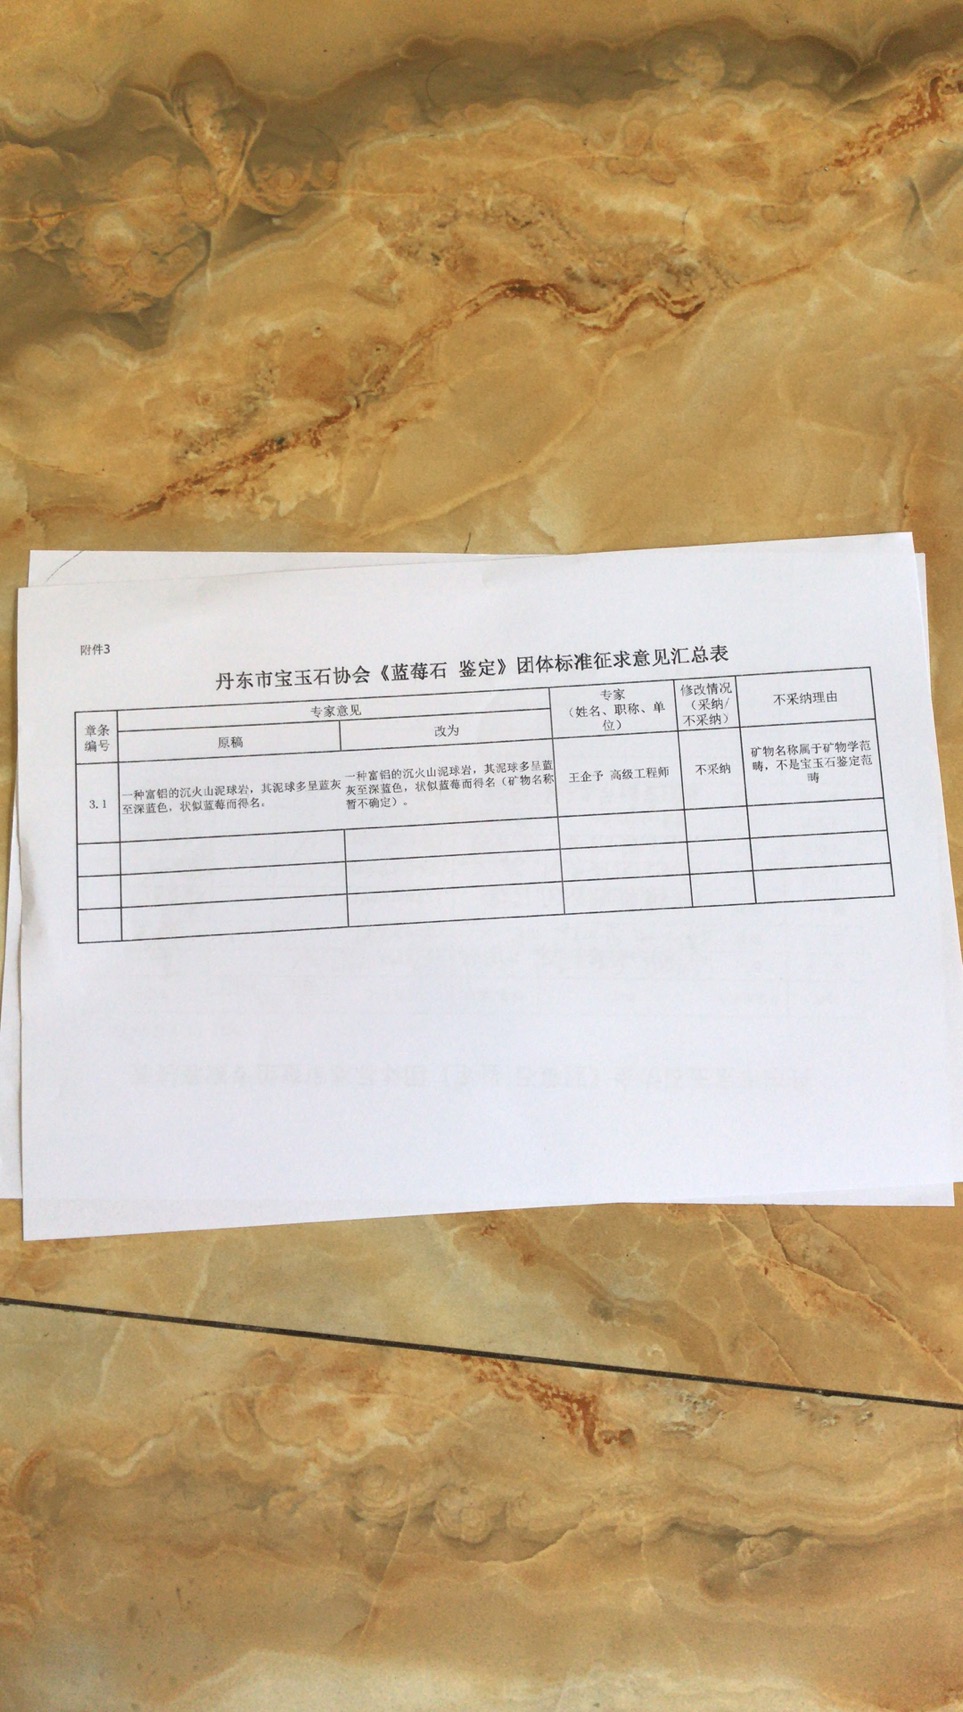 附件3
丹东市宝玉石协会《蓝莓石 鉴定》团体标准征求意见汇总表
章条
编号
专家意见
原稿
改为
专家
（姓名、职称、单
位）
修改情况
（采纳/
不采纳）
不采纳理由
3.1
一种富铝的沉火山泥球岩，其泥球多呈蓝灰
至深蓝色，状似蓝莓而得名。
一种富铝的沉火山泥球岩，其泥球多呈蓝
灰至深蓝色，状似蓝莓而得名（矿物名称
暂不确定）。
王企予 高级工程师
不采纳
矿物名称属于矿物学范
畴，不是宝玉石鉴定范
畴